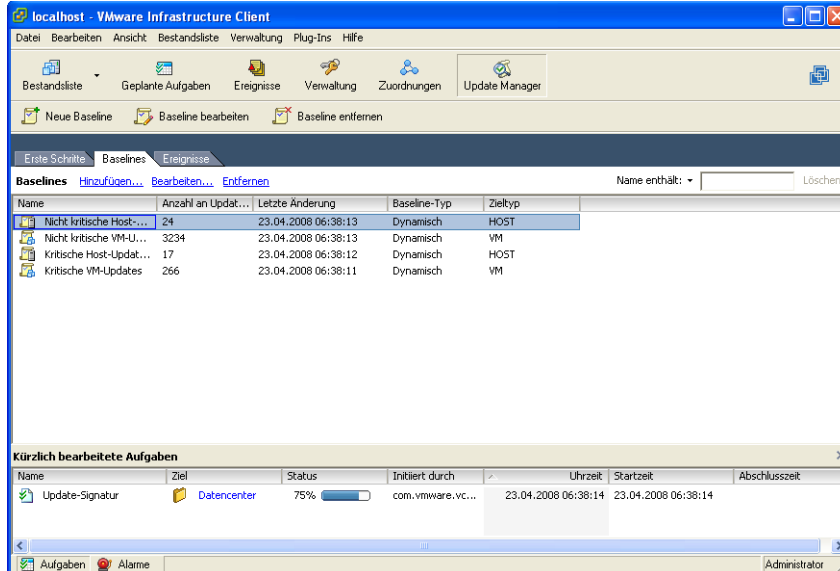 localhost - VMware Infrastructure Client
Datei Bearbeiten Ansicht Bestandsliste Verwaltung Plug-Ins Hilfe
Bestandsliste Geplante Aufgaben Ereignisse Verwaltung Zuordnungen Update Manager
Neue Baseline Baseline bearbeiten Baseline entfernen
Erste Schritte Baselines Ereignisse
Baselines Hinzufügen... Bearbeiten... Entfernen Name enthält: Löschen
Name Anzahl an Updat... Letzte Änderung Baseline-Typ Zieltyp
Nicht kritische Host-... 24 23.04.2008 06:38:13 Dynamisch HOST
Nicht kritische VM-U... 3234 23.04.2008 06:38:13 Dynamisch VM
Kritische Host-Updat... 17 23.04.2008 06:38:12 Dynamisch HOST
Kritische VM-Updates 266 23.04.2008 06:38:11 Dynamisch VM
Kürzlich bearbeitete Aufgaben
Name Ziel Status Initiiert durch Uhrzeit Startzeit Abschlusszeit
Update-Signatur Datencenter 75% com.vmware.vc... 23.04.2008 06:38:14 23.04.2008 06:38:14
Aufgaben Alarme Administrator